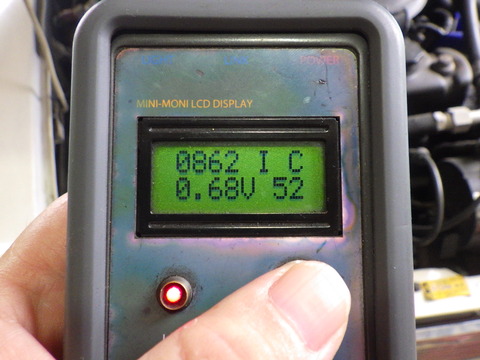 POWER
MINI-MONI LCD DISPLAY
0862 I C
0.68V 52